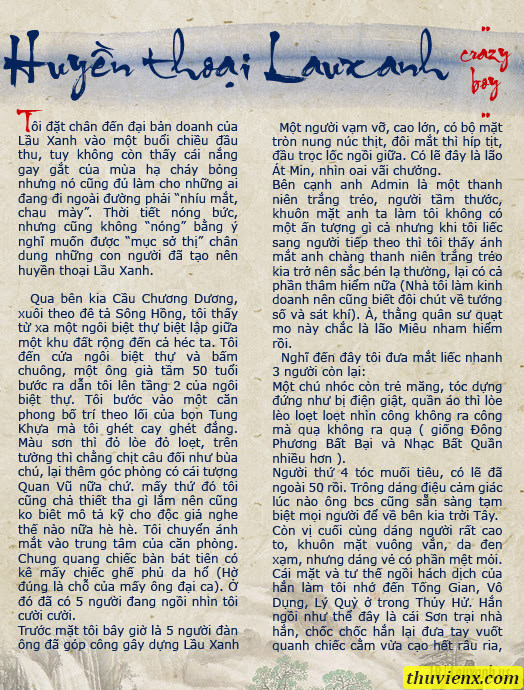 Huyền thoại Lauxanh
"
crazy
boy
"
Tôi đặt chân đến đại bản doanh của
Lầu Xanh vào một buổi chiều đầu
thu, tuy không còn thấy cái nắng
gay gắt của mùa hạ cháy bỏng
nhưng nó cũng đủ làm cho những ai
đang đi ngoài đường phải "nhíu mắt,
chau mày". Thời tiết nóng bức,
nhưng cũng không "nóng" bằng ý
nghĩ muốn được "mục sở thị" chân
dung những con người đã tạo nên
huyền thoại Lầu Xanh.
Qua bên kia Cầu Chương Dương,
xuôi theo đê tả Sông Hồng, tôi thấy
từ xa một ngôi biệt thự biệt lập giữa
một khu đất rộng đến cả héc ta. Tôi
đến cửa ngôi biệt thự và bấm
chuông, một ông già tầm 50 tuổi
bước ra dẫn tôi lên tầng 2 của ngôi
biệt thự. Tôi bước vào một căn
phong bố trí theo lối của bọn Tung
Khựa mà tôi ghét cay ghét đắng.
Màu sơn thì đỏ lòe đỏ loẹt, trên
tường thì chằng chịt câu đối như bùa
chú, lại thêm góc phòng có cái tượng
Quan Vũ nữa chứ. mấy thứ đó tôi
cũng chả thiết tha gì lắm nên cũng
ko biêt mô tả kỹ cho độc giả nghe
thế nào nữa hè hè. Tôi chuyển ánh
mắt vào trung tâm của căn phòng.
Chung quang chiếc bàn bát tiên có
kê mấy chiếc ghế phủ da hổ (Hờ
đúng là chỗ của mấy ông đại ca). Ở
đó đã có 5 người đang ngồi nhìn tôi
cười cười.
Trước mặt tôi bây giờ là 5 người đàn
ông đã góp công gây dựng Lầu Xanh
Một người vạm vỡ, cao lớn, có bộ mặt
tròn nung núc thịt, đôi mắt thì híp tịt,
đầu trọc lốc ngồi giữa. Có lẽ đây là lão
Át Min, nhìn oai vãi chưởng.
Bên cạnh anh Admin là một thanh
niên trắng trẻo, người tầm thước,
khuôn mặt anh ta làm tôi không có
một ấn tượng gì cả nhưng khi tôi liếc
sang người tiếp theo thì tôi thấy ánh
mắt anh chàng thanh niên trắng trẻo
kia trở nên sắc bén lạ thường, lại có cả
phần thâm hiểm nữa (Nhà tôi làm kinh
doanh nên cũng biết đôi chút về tướng
số và sát khí). À, thằng quân sư quạt
mo này chắc là lão Miêu nham hiểm
rồi.
Nghĩ đến đây tôi đưa mắt liếc nhanh
3 người còn lại:
Một chú nhóc còn trẻ măng, tóc dựng
đứng như bị điện giật, quần áo thì lòe
lèo loẹt loẹt nhìn công không ra công
mà quạ không ra quạ ( giống Động
Phương Bất Bại và Nhạc Bất Quần
nhiều hơn ).
Người thứ 4 tóc muối tiêu, có lẽ đã
ngoài 50 rồi. Trông dáng điệu cảm giác
lúc nào ông bcs cũng sẵn sàng tạm
biệt mọi người để về bên kia trời Tây.
Còn vị cuối cùng dáng người rất cao
to, khuôn mặt vuông vắn, da đen
xạm, nhưng dáng vẻ có phần mệt mỏi.
Cái mặt và tư thế ngồi hách dịch của
hắn làm tôi nhớ đến Tống Gian, Vô
Dụng, Lý Quỳ ở trong Thủy Hử. Hắn
ngồi như thể đây là cái Sơn trại nhà
hắn, chốc chốc hắn lại đưa tay vuốt
quanh chiếc cằm vừa cạo hết râu ria,
thuvienx.com